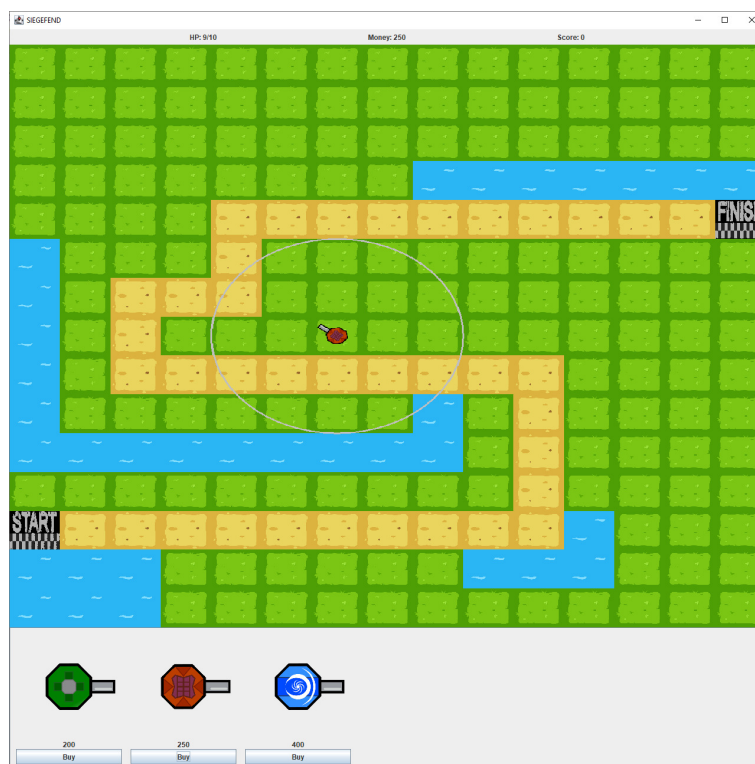 SIEGEFEND
HP: 9/10 Money: 250 Score: 0
FINIS
START
200 250 400
Buy Buy Buy